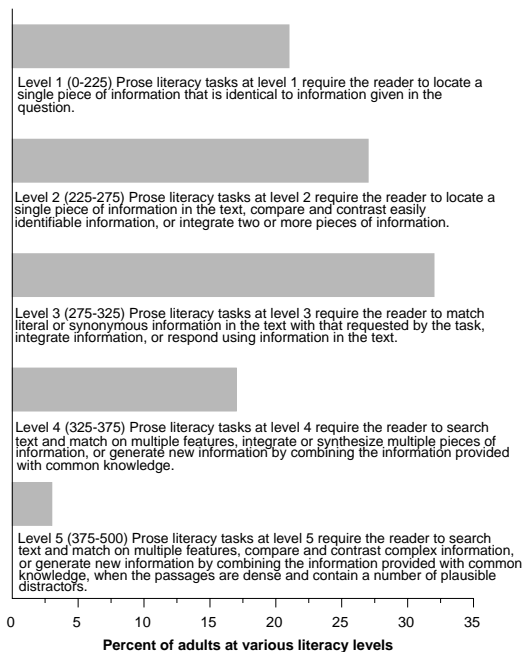 Level 1 (0-225) Prose literacy tasks at level 1 require the reader to locate a
single piece of information that is identical to information given in the
question.
Level 2 (225-275) Prose literacy tasks at level 2 require the reader to locate a
single piece of information in the text, compare and contrast easily
identifiable information, or integrate two or more pieces of information.
Level 3 (275-325) Prose literacy tasks at level 3 require the reader to match
literal or synonymous information in the text with that requested by the task,
integrate information, or respond using information in the text.
Level 4 (325-375) Prose literacy tasks at level 4 require the reader to search
text and match on multiple features, integrate or synthesize multiple pieces of
information, or generate new information by combining the information provided
with common knowledge.
Level 5 (375-500) Prose literacy tasks at level 5 require the reader to search
text and match on multiple features, compare and contrast complex information,
or generate new information by combining the information provided with common
knowledge, when the passages are dense and contain a number of plausible
distractors.
0 5 10 15 20 25 30 35
Percent of adults at various literacy levels